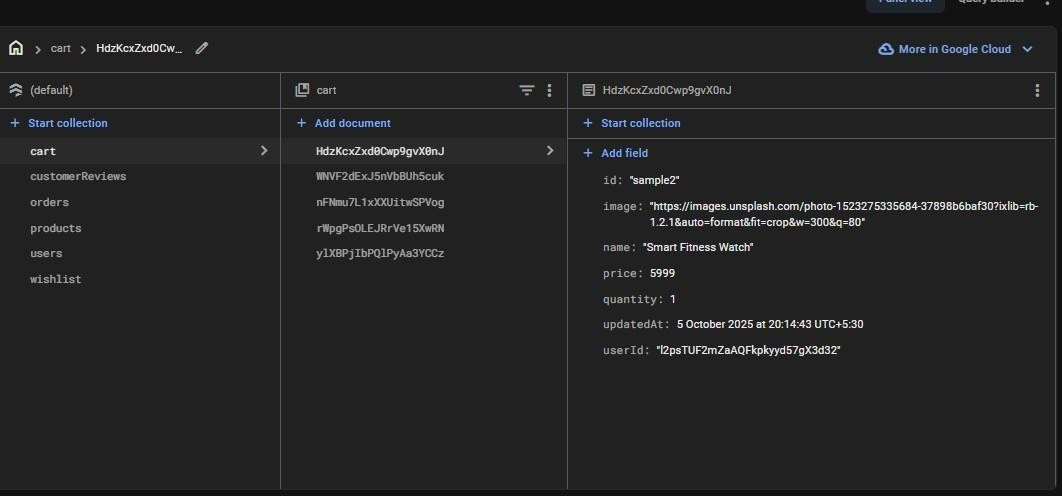 Panel view Query builder
cart HdzKcxZxd0Cw... More in Google Cloud
(default) cart HdzKcxZxd0Cwp9gvX0nJ
+ Start collection + Add document + Start collection
cart HdzKcxZxd0Cwp9gvX0nJ + Add field
customerReviews WNVF2dExJ5nVbBUh5cuk id: "sample2"
orders nFNmu7L1xXXUitwSPVog image: "https://images.unsplash.com/photo-1523275335684-37898b6baf30?ixlib=rb-
1.2.1&auto=format&fit=crop&w=300&q=80"
products rWpgPsOLEJRrVe15XwRN
users ylXBPjIbPQlPyAa3YCCz name: "Smart Fitness Watch"
wishlist price: 5999
quantity: 1
updatedAt: 5 October 2025 at 20:14:43 UTC+5:30
userId: "l2psTUF2mZaAQFkpkyyd57gX3d32"